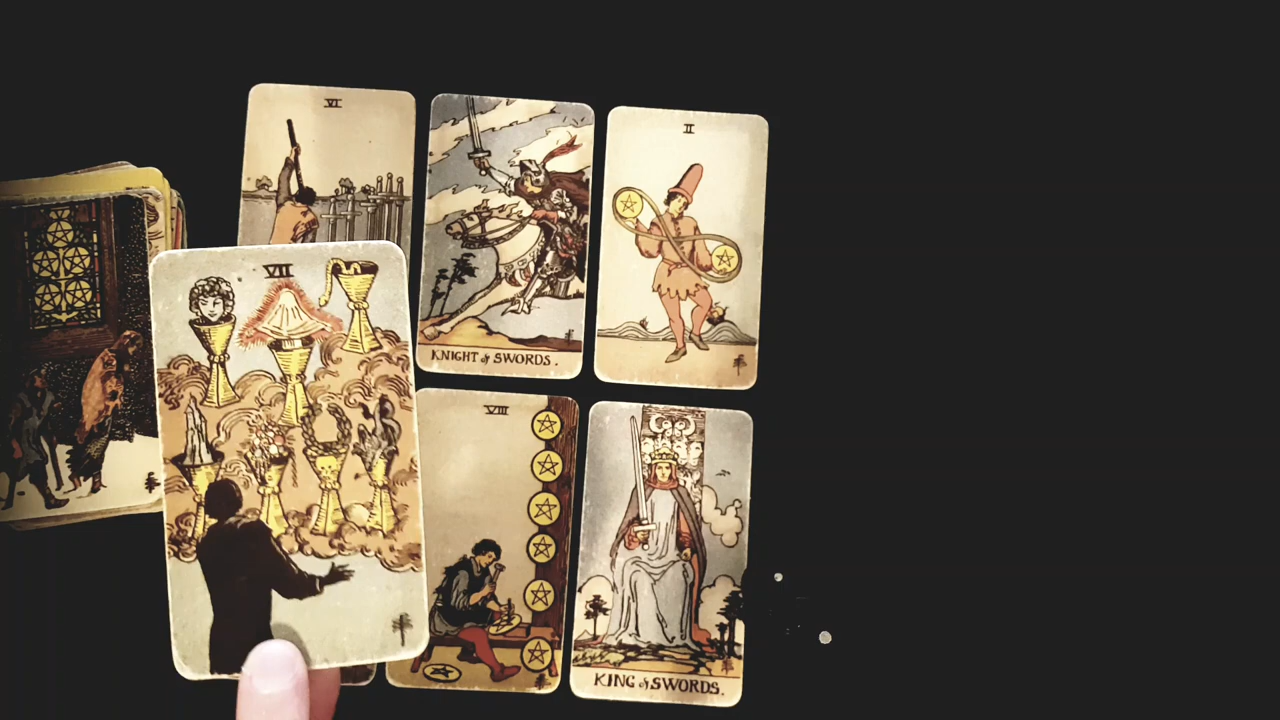 VI
II
KNIGHT of SWORDS.
VII
VIII
KING of SWORDS.